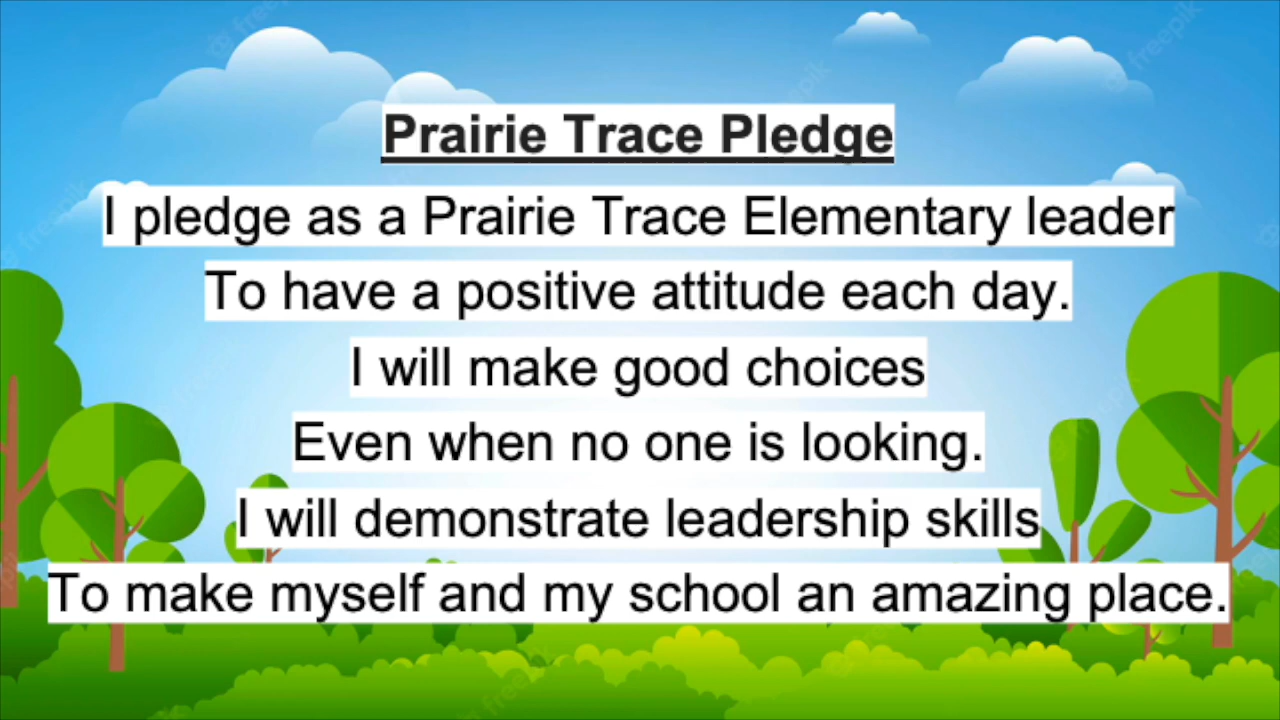 Prairie Trace Pledge
I pledge as a Prairie Trace Elementary leader
To have a positive attitude each day.
I will make good choices
Even when no one is looking.
I will demonstrate leadership skills
To make myself and my school an amazing place.
freepik
freepik